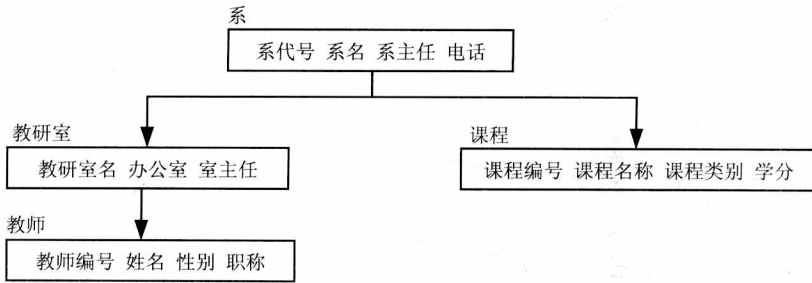 系
系代号 系名 系主任 电话
教研室
课程
教研室名 办公室 室主任
课程编号 课程名称 课程类别 学分
教师
教师编号 姓名 性别 职称